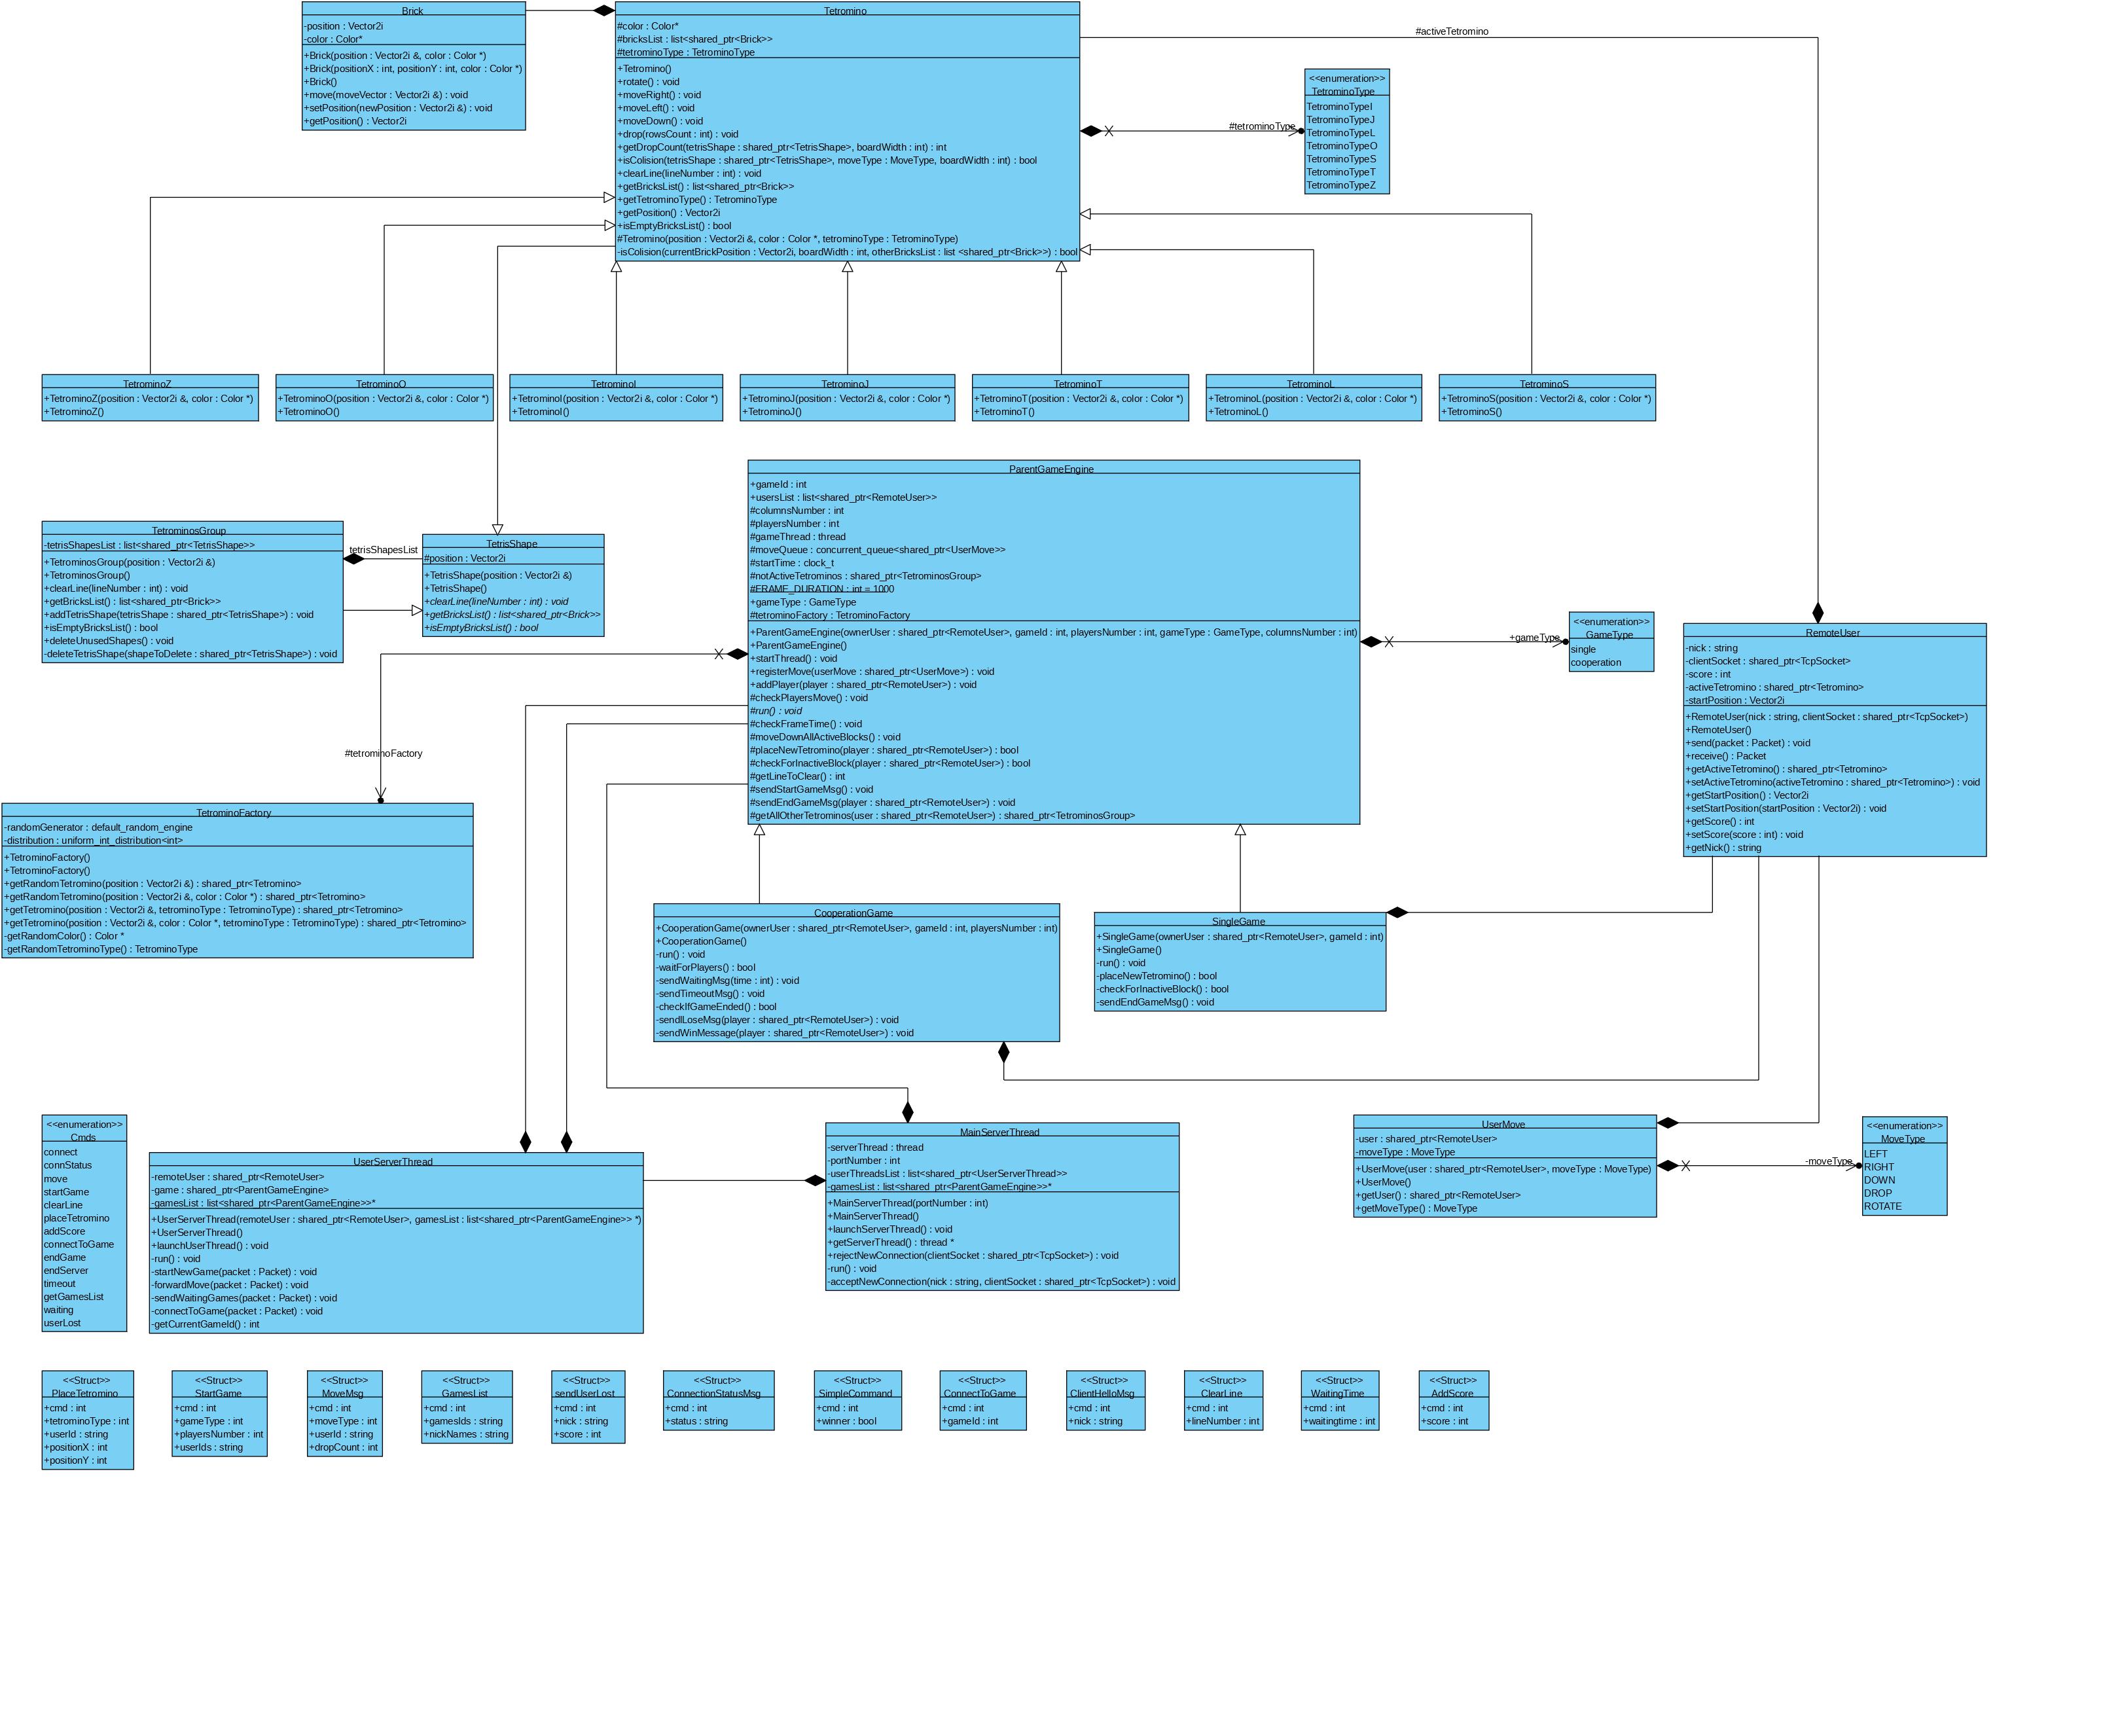 Brick
-position : Vector2i
-color : Color*
+Brick(position : Vector2i &, color : Color *)
+Brick(positionX : int, positionY : int, color : Color *)
+Brick()
+move(moveVector : Vector2i &) : void
+setPosition(newPosition : Vector2i &) : void
+getPosition() : Vector2i
Tetromino
#color : Color*
#bricksList : list<shared_ptr<Brick>>
#tetrominoType : TetrominoType
+Tetromino()
+rotate() : void
+moveRight() : void
+moveLeft() : void
+moveDown() : void
+drop(rowsCount : int) : void
+getDropCount(tetrisShape : shared_ptr<TetrisShape>, boardWidth : int) : int
+isColision(tetrisShape : shared_ptr<TetrisShape>, moveType : MoveType, boardWidth : int) : bool
+clearLine(lineNumber : int) : void
+getBricksList() : list<shared_ptr<Brick>>
+getTetrominoType() : TetrominoType
+getPosition() : Vector2i
+isEmptyBricksList() : bool
#Tetromino(position : Vector2i &, color : Color *, tetrominoType : TetrominoType)
-isColision(currentBrickPosition : Vector2i, boardWidth : int, otherBricksList : list <shared_ptr<Brick>>) : bool
#activeTetromino
#tetrominoType
<<enumeration>>
TetrominoType
TetrominoTypeI
TetrominoTypeJ
TetrominoTypeL
TetrominoTypeO
TetrominoTypeS
TetrominoTypeT
TetrominoTypeZ
TetrominoZ
+TetrominoZ(position : Vector2i &, color : Color *)
+TetrominoZ()
TetrominoO
+TetrominoO(position : Vector2i &, color : Color *)
+TetrominoO()
TetrominoI
+TetrominoI(position : Vector2i &, color : Color *)
+TetrominoI()
TetrominoJ
+TetrominoJ(position : Vector2i &, color : Color *)
+TetrominoJ()
TetrominoT
+TetrominoT(position : Vector2i &, color : Color *)
+TetrominoT()
TetrominoL
+TetrominoL(position : Vector2i &, color : Color *)
+TetrominoL()
TetrominoS
+TetrominoS(position : Vector2i &, color : Color *)
+TetrominoS()
TetrominosGroup
-tetrisShapesList : list<shared_ptr<TetrisShape>>
+TetrominosGroup(position : Vector2i &)
+TetrominosGroup()
+clearLine(lineNumber : int) : void
+getBricksList() : list<shared_ptr<Brick>>
+addTetrisShape(tetrisShape : shared_ptr<TetrisShape>) : void
+isEmptyBricksList() : bool
+deleteUnusedShapes() : void
-deleteTetrisShape(shapeToDelete : shared_ptr<TetrisShape>) : void
tetrisShapesList
TetrisShape
#position : Vector2i
+TetrisShape(position : Vector2i &)
+TetrisShape()
+clearLine(lineNumber : int) : void
+getBricksList() : list<shared_ptr<Brick>>
+isEmptyBricksList() : bool
ParentGameEngine
+gameId : int
+usersList : list<shared_ptr<RemoteUser>>
#columnsNumber : int
#playersNumber : int
#gameThread : thread
#moveQueue : concurrent_queue<shared_ptr<UserMove>>
#startTime : clock_t
#notActiveTetrominos : shared_ptr<TetrominosGroup>
#FRAME_DURATION : int = 1000
+gameType : GameType
#tetrominoFactory : TetrominoFactory
+ParentGameEngine(ownerUser : shared_ptr<RemoteUser>, gameId : int, playersNumber : int, gameType : GameType, columnsNumber : int)
+ParentGameEngine()
+startThread() : void
+registerMove(userMove : shared_ptr<UserMove>) : void
+addPlayer(player : shared_ptr<RemoteUser>) : void
#checkPlayersMove() : void
#run() : void
#checkFrameTime() : void
#moveDownAllActiveBlocks() : void
#placeNewTetromino(player : shared_ptr<RemoteUser>) : bool
#checkForInactiveBlock(player : shared_ptr<RemoteUser>) : bool
#getLineToClear() : int
#sendStartGameMsg() : void
#sendEndGameMsg(player : shared_ptr<RemoteUser>) : void
#getAllOtherTetrominos(user : shared_ptr<RemoteUser>) : shared_ptr<TetrominosGroup>
+gameType
<<enumeration>>
GameType
single
cooperation
RemoteUser
-nick : string
-clientSocket : shared_ptr<TcpSocket>
-score : int
-activeTetromino : shared_ptr<Tetromino>
-startPosition : Vector2i
+RemoteUser(nick : string, clientSocket : shared_ptr<TcpSocket>)
+RemoteUser()
+send(packet : Packet) : void
+receive() : Packet
+getActiveTetromino() : shared_ptr<Tetromino>
+setActiveTetromino(activeTetromino : shared_ptr<Tetromino>) : void
+getStartPosition() : Vector2i
+setStartPosition(startPosition : Vector2i) : void
+getScore() : int
+setScore(score : int) : void
+getNick() : string
#tetrominoFactory
TetrominoFactory
-randomGenerator : default_random_engine
-distribution : uniform_int_distribution<int>
+TetrominoFactory()
+TetrominoFactory()
+getRandomTetromino(position : Vector2i &) : shared_ptr<Tetromino>
+getRandomTetromino(position : Vector2i &, color : Color *) : shared_ptr<Tetromino>
+getTetromino(position : Vector2i &, tetrominoType : TetrominoType) : shared_ptr<Tetromino>
+getTetromino(position : Vector2i &, color : Color *, tetrominoType : TetrominoType) : shared_ptr<Tetromino>
-getRandomColor() : Color *
-getRandomTetrominoType() : TetrominoType
CooperationGame
+CooperationGame(ownerUser : shared_ptr<RemoteUser>, gameId : int, playersNumber : int)
+CooperationGame()
-run() : void
-waitForPlayers() : bool
-sendWaitingMsg(time : int) : void
-sendTimeoutMsg() : void
-checkIfGameEnded() : bool
-sendILoseMsg(player : shared_ptr<RemoteUser>) : void
-sendWinMessage(player : shared_ptr<RemoteUser>) : void
SingleGame
+SingleGame(ownerUser : shared_ptr<RemoteUser>, gameId : int)
+SingleGame()
-run() : void
-placeNewTetromino() : bool
-checkForInactiveBlock() : bool
-sendEndGameMsg() : void
<<enumeration>>
Cmds
connect
connStatus
move
startGame
clearLine
placeTetromino
addScore
connectToGame
endGame
endServer
timeout
getGamesList
waiting
userLost
UserServerThread
-remoteUser : shared_ptr<RemoteUser>
-game : shared_ptr<ParentGameEngine>
-gamesList : list<shared_ptr<ParentGameEngine>>*
+UserServerThread(remoteUser : shared_ptr<RemoteUser>, gamesList : list<shared_ptr<ParentGameEngine>> *)
+UserServerThread()
+launchUserThread() : void
-run() : void
-startNewGame(packet : Packet) : void
-forwardMove(packet : Packet) : void
-sendWaitingGames(packet : Packet) : void
-connectToGame(packet : Packet) : void
-getCurrentGameId() : int
MainServerThread
-serverThread : thread
-portNumber : int
-userThreadsList : list<shared_ptr<UserServerThread>>
-gamesList : list<shared_ptr<ParentGameEngine>>*
+MainServerThread(portNumber : int)
+MainServerThread()
+launchServerThread() : void
+getServerThread() : thread *
+rejectNewConnection(clientSocket : shared_ptr<TcpSocket>) : void
-run() : void
-acceptNewConnection(nick : string, clientSocket : shared_ptr<TcpSocket>) : void
UserMove
-user : shared_ptr<RemoteUser>
-moveType : MoveType
+UserMove(user : shared_ptr<RemoteUser>, moveType : MoveType)
+UserMove()
+getUser() : shared_ptr<RemoteUser>
+getMoveType() : MoveType
-moveType
<<enumeration>>
MoveType
LEFT
RIGHT
DOWN
DROP
ROTATE
<<Struct>>
PlaceTetromino
+cmd : int
+tetrominoType : int
+userId : string
+positionX : int
+positionY : int
<<Struct>>
StartGame
+cmd : int
+gameType : int
+playersNumber : int
+userIds : string
<<Struct>>
MoveMsg
+cmd : int
+moveType : int
+userId : string
+dropCount : int
<<Struct>>
GamesList
+cmd : int
+gamesIds : string
+nickNames : string
<<Struct>>
sendUserLost
+cmd : int
+nick : string
+score : int
<<Struct>>
ConnectionStatusMsg
+cmd : int
+status : string
<<Struct>>
SimpleCommand
+cmd : int
+winner : bool
<<Struct>>
ConnectToGame
+cmd : int
+gameId : int
<<Struct>>
ClientHelloMsg
+cmd : int
+nick : string
<<Struct>>
ClearLine
+cmd : int
+lineNumber : int
<<Struct>>
WaitingTime
+cmd : int
+waitingtime : int
<<Struct>>
AddScore
+cmd : int
+score : int